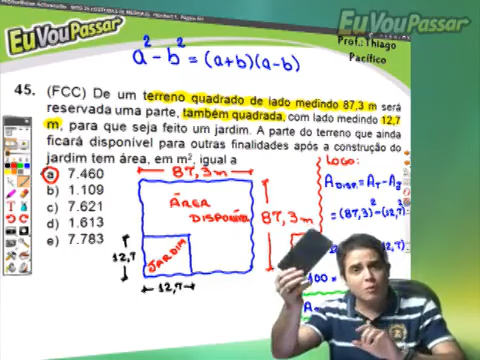 EuVouPassar
EuVouPassar
Prof.: Thiago
Pacífico
a² - b² = (a+b)(a-b)
45. (FCC) De um terreno quadrado de lado medindo 87,3 m será
reservada uma parte, também quadrada, com lado medindo 12,7
m, para que seja feito um jardim. A parte do terreno que ainda
ficará disponível para outras finalidades após a construção do
jardim tem área, em m², igual a
a) 7.460
b) 1.109
c) 7.621
d) 1.613
e) 7.783
87,3 m
ÁREA
DISPONÍVEL
87,3 m
JARDIM
12,7
12,7
LOGO:
A DISP. = AT - AJ
= (87,3)² - (12,7)²